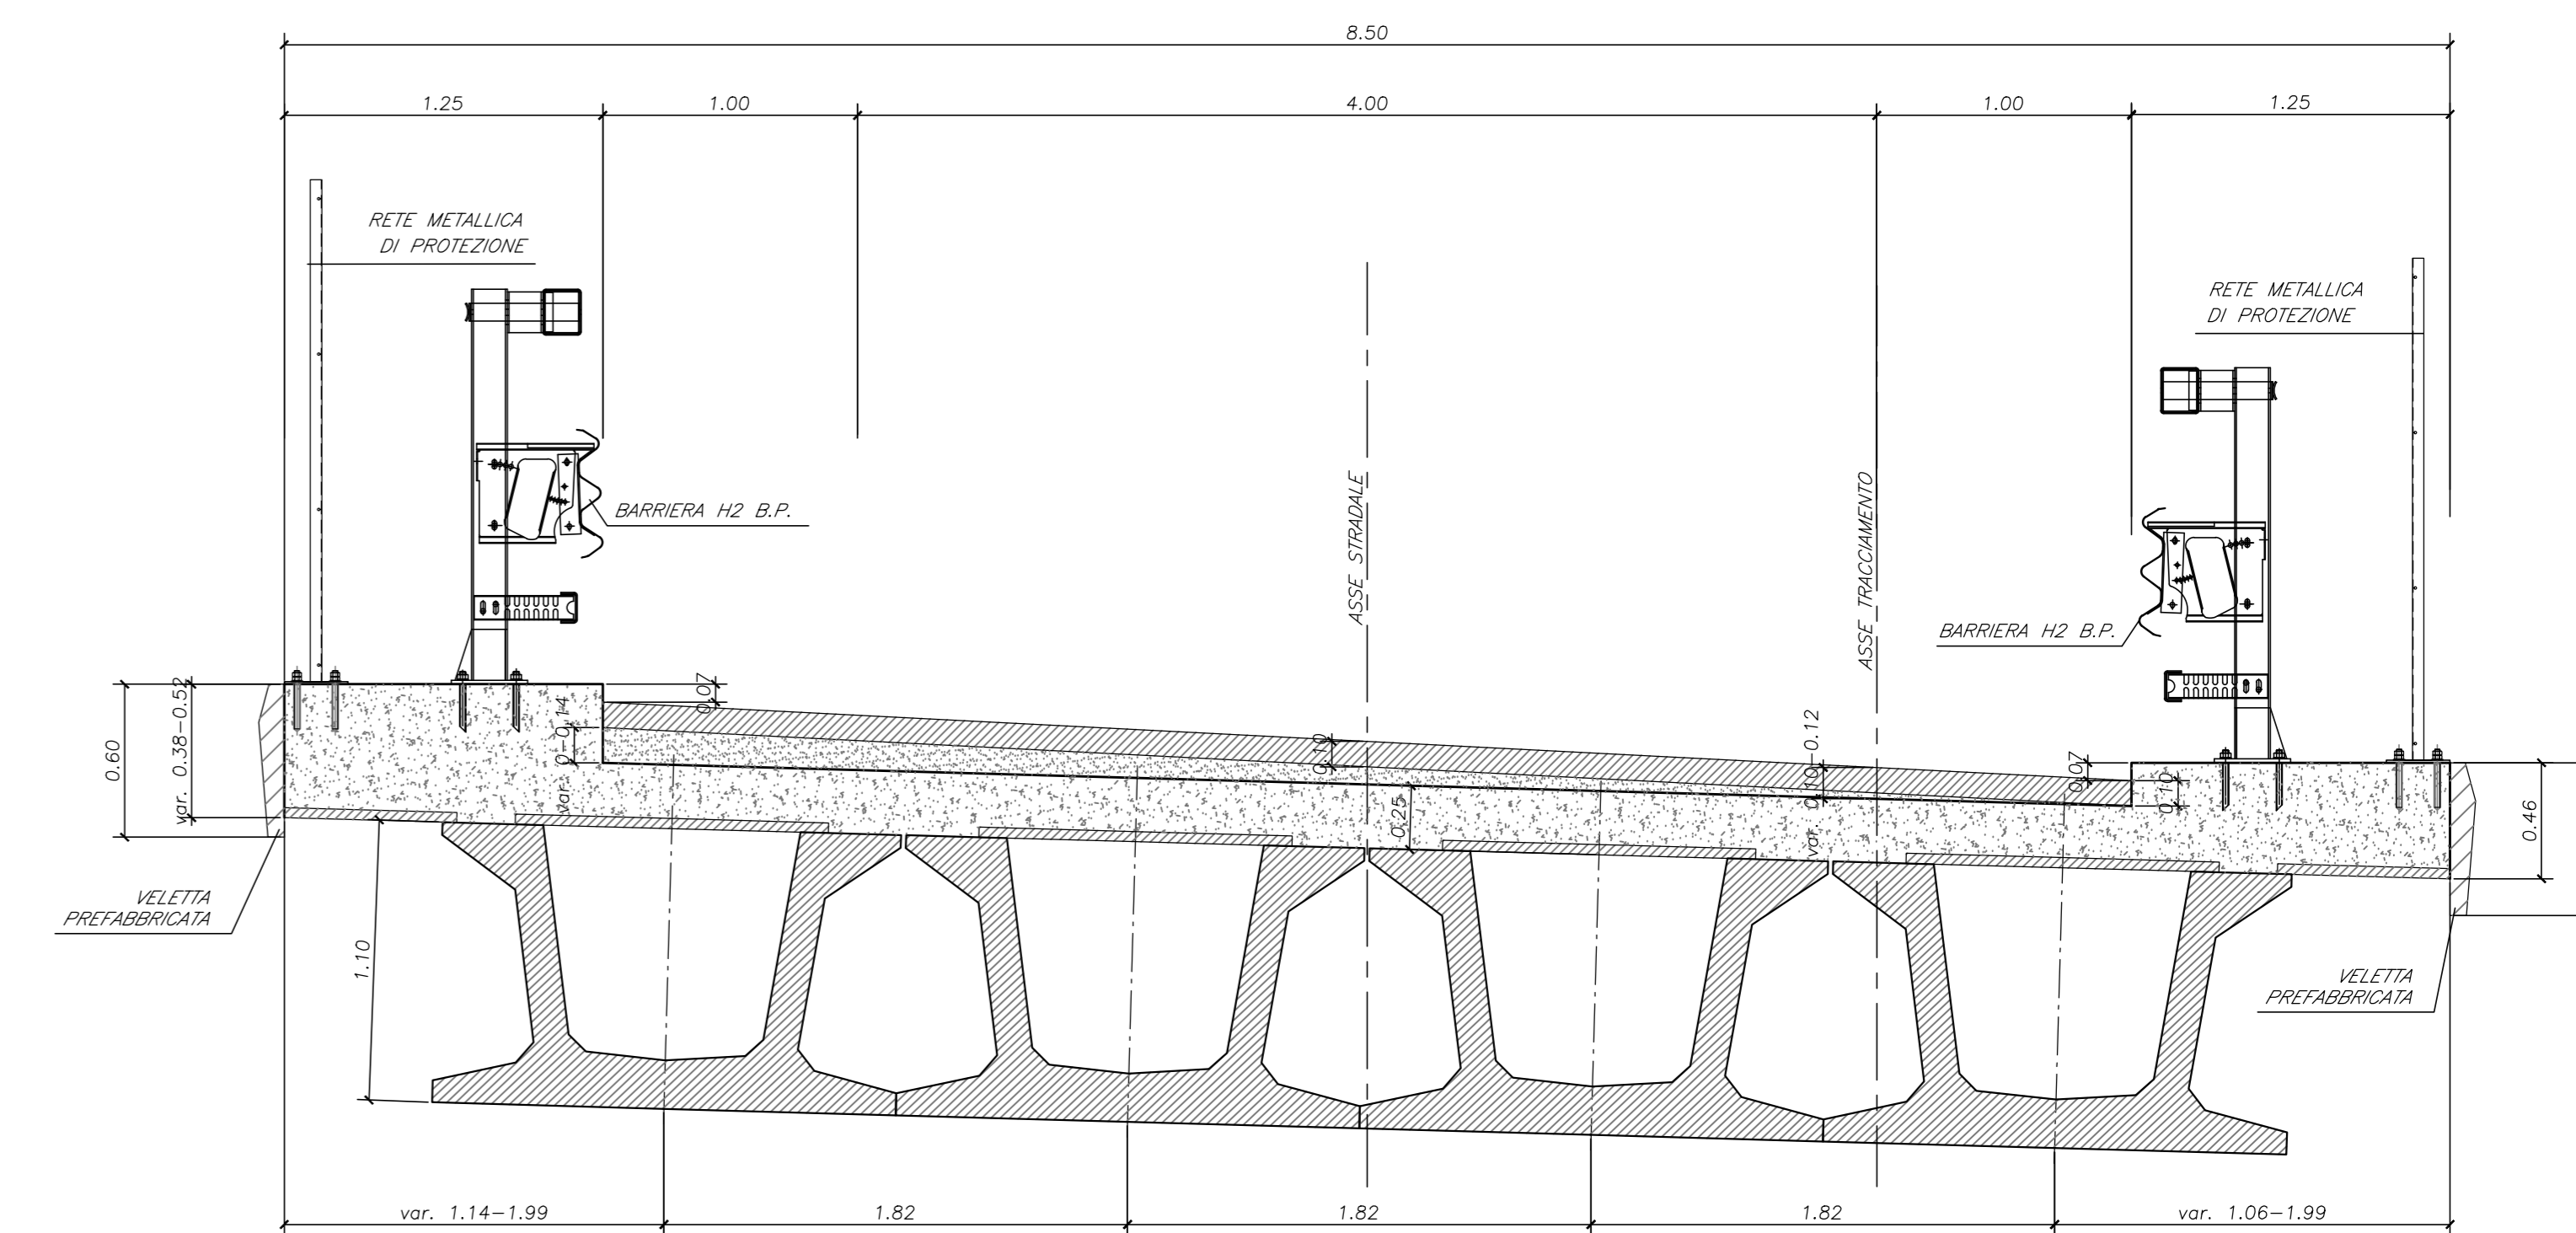 8.50
1.25
1.00
4.00
1.00
1.25
RETE METALLICA
DI PROTEZIONE
RETE METALLICA
DI PROTEZIONE
BARRIERA H2 B.P.
ASSE STRADALE
ASSE TRACCIAMENTO
BARRIERA H2 B.P.
0.60
var. 0.38-0.52
var. 0-0.14
0.07
0.10
0.25
var. 0.10-0.12
0.07
0.10
0.46
VELETTA
PREFABBRICATA
1.10
VELETTA
PREFABBRICATA
var. 1.14-1.99
1.82
1.82
1.82
var. 1.06-1.99